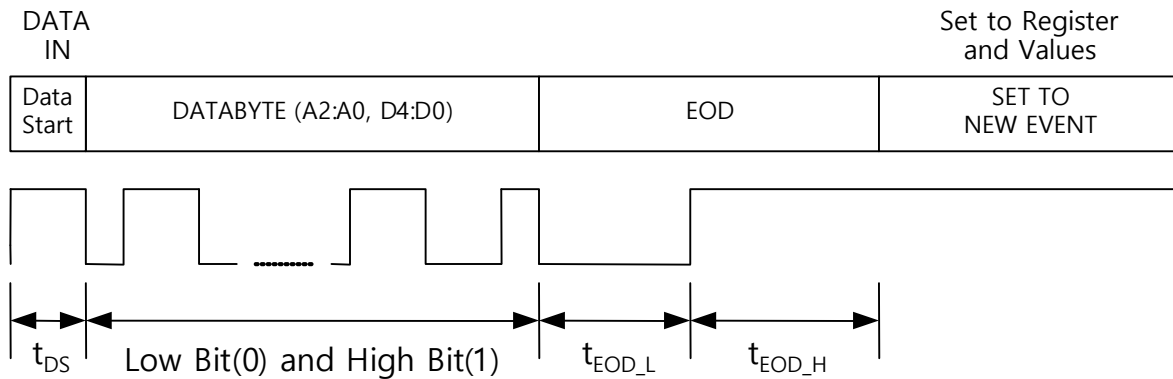 DATA
IN
Set to Register
and Values
Data
Start
DATABYTE (A2:A0, D4:D0)
EOD
SET TO
NEW EVENT
tDS
Low Bit(0) and High Bit(1)
tEOD_L
tEOD_H